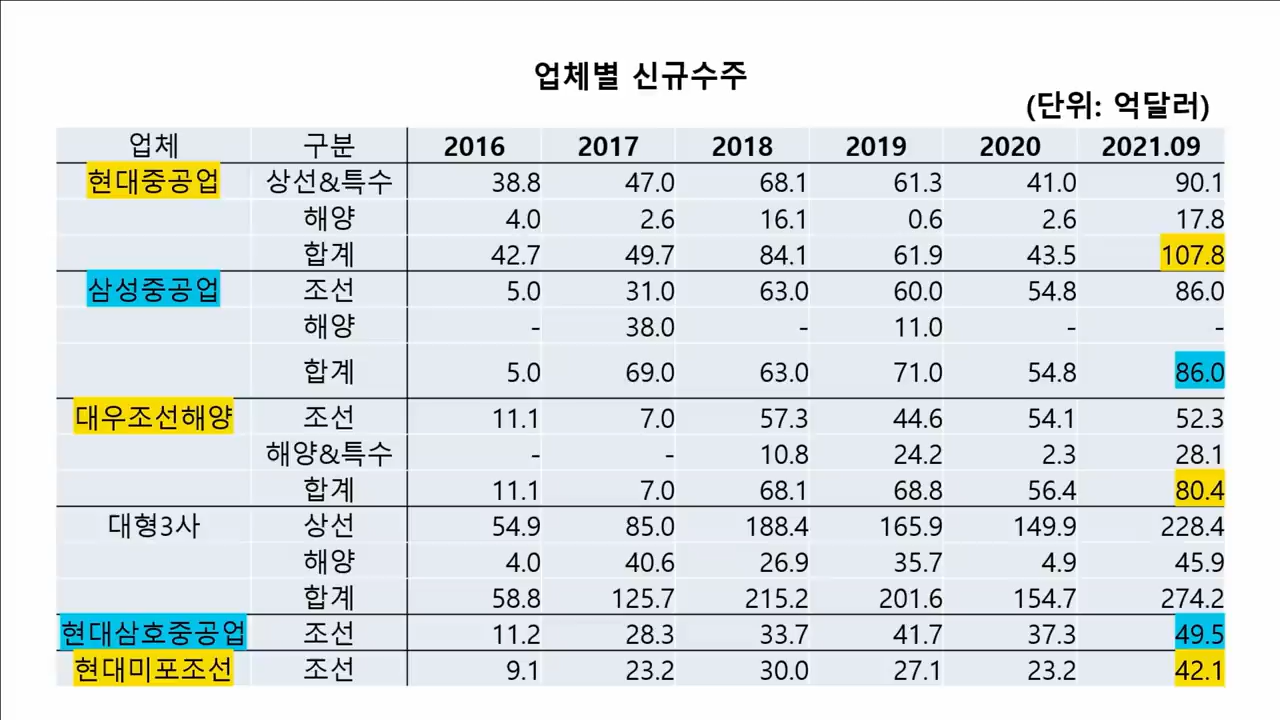 업체별 신규수주
(단위: 억달러)
업체 구분 2016 2017 2018 2019 2020 2021.09
현대중공업 상선&특수 38.8 47.0 68.1 61.3 41.0 90.1
해양 4.0 2.6 16.1 0.6 2.6 17.8
합계 42.7 49.7 84.1 61.9 43.5 107.8
삼성중공업 조선 5.0 31.0 63.0 60.0 54.8 86.0
해양 - 38.0 - 11.0 - -
합계 5.0 69.0 63.0 71.0 54.8 86.0
대우조선해양 조선 11.1 7.0 57.3 44.6 54.1 52.3
해양&특수 - - 10.8 24.2 2.3 28.1
합계 11.1 7.0 68.1 68.8 56.4 80.4
대형3사 상선 54.9 85.0 188.4 165.9 149.9 228.4
해양 4.0 40.6 26.9 35.7 4.9 45.9
합계 58.8 125.7 215.2 201.6 154.7 274.2
현대삼호중공업 조선 11.2 28.3 33.7 41.7 37.3 49.5
현대미포조선 조선 9.1 23.2 30.0 27.1 23.2 42.1